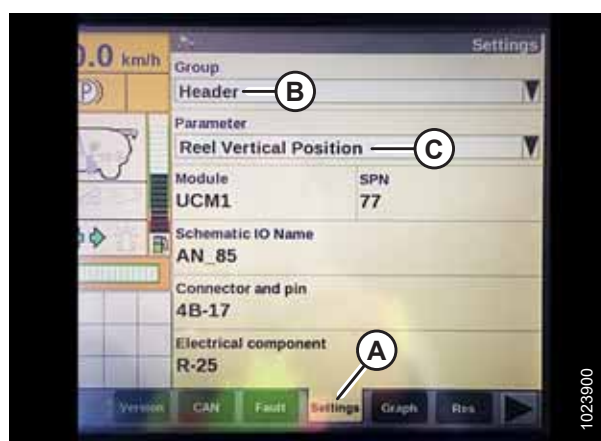 0.0 km/h
Settings
(P)
Group
Header
B
Parameter
Reel Vertical Position
C
Module
SPN
UCM1
77
Schematic IO Name
AN_85
Connector and pin
4B-17
Electrical component
A
R-25
Version CAN Fault Settings Graph Res
1023900